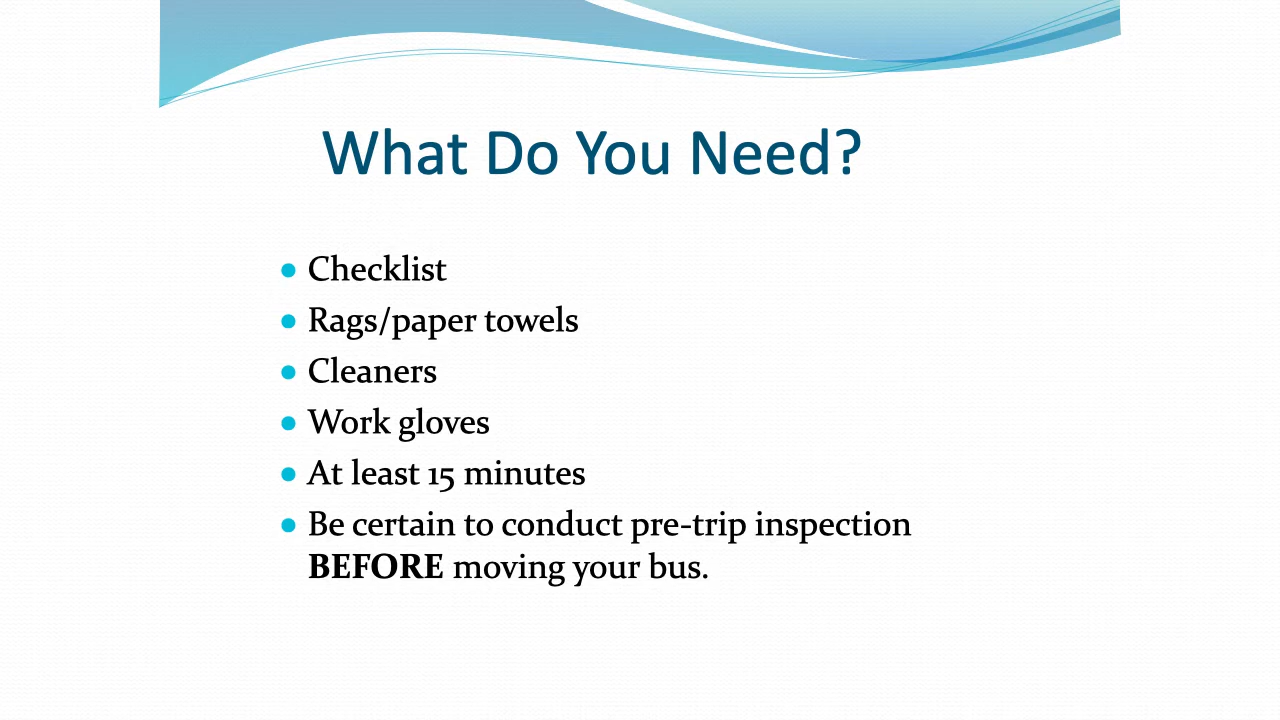 What Do You Need?
• Checklist
• Rags/paper towels
• Cleaners
• Work gloves
• At least 15 minutes
• Be certain to conduct pre-trip inspection
BEFORE moving your bus.